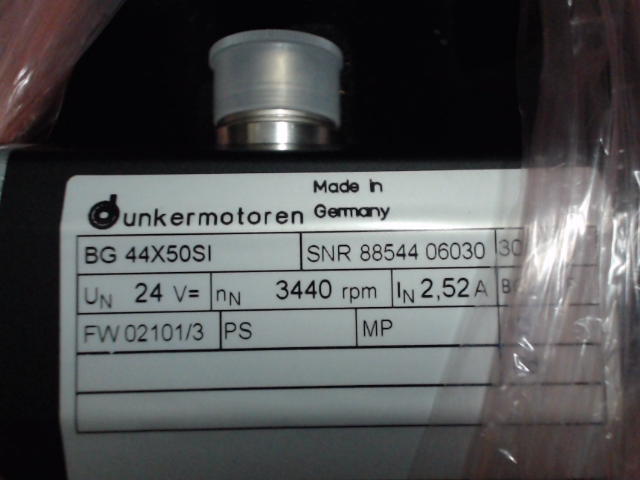 Dunkermotoren Made in Germany
BG 44X50SI SNR 88544 06030 30
UN 24 V= nN 3440 rpm IN 2,52 A
FW 02101/3 PS MP